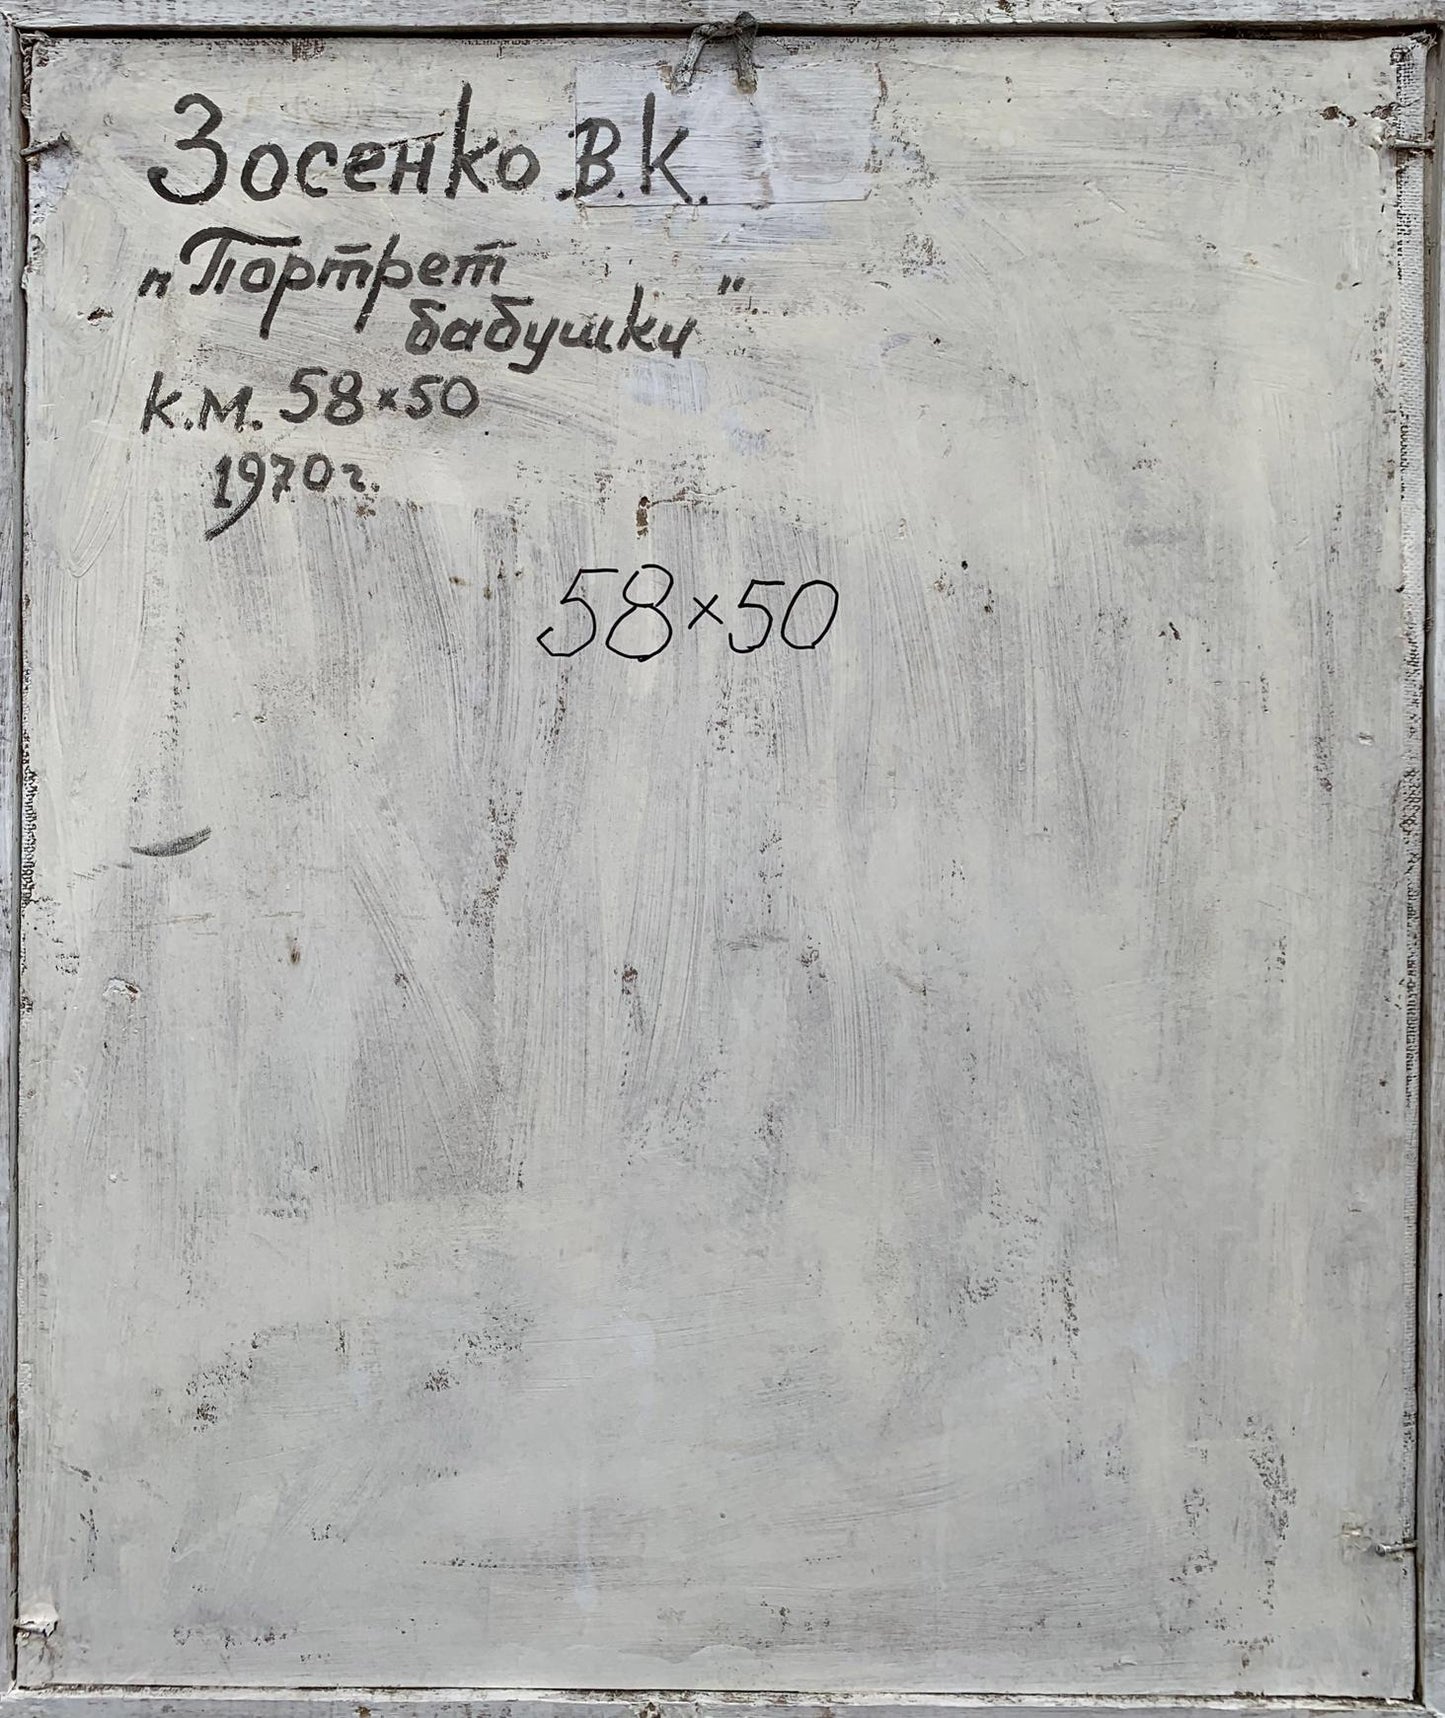 Зосенко В.К.
„Портрет
бабушки"
к.м. 58×50
1970г.
58×50